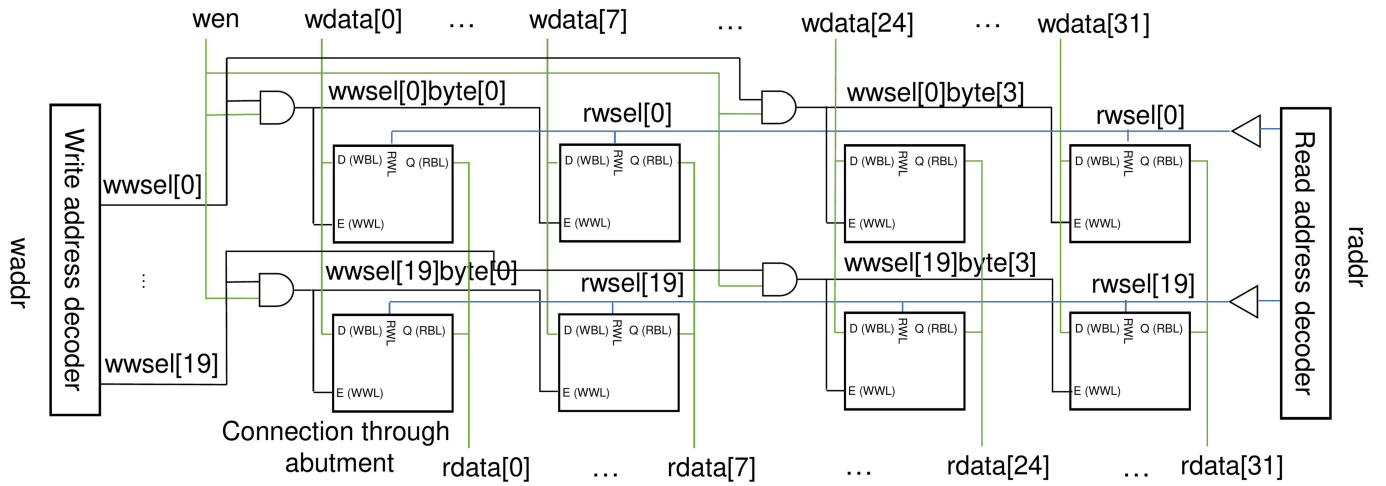 wen wdata[0] ... wdata[7] ... wdata[24] ... wdata[31]
wwsel[0]byte[0] wwsel[0]byte[3]
rwsel[0] rwsel[0]
D (WBL) RWL Q (RBL) D (WBL) RWL Q (RBL) D (WBL) RWL Q (RBL) D (WBL) RWL Q (RBL)
wwsel[0]
E (WWL) E (WWL) E (WWL) E (WWL)
waddr
Write address decoder
...
Read address decoder
raddr
wwsel[19]byte[0] wwsel[19]byte[3]
rwsel[19] rwsel[19]
D (WBL) RWL Q (RBL) D (WBL) RWL Q (RBL) D (WBL) RWL Q (RBL) D (WBL) RWL Q (RBL)
wwsel[19]
E (WWL) E (WWL) E (WWL) E (WWL)
Connection through
abutment
rdata[0] ... rdata[7] ... rdata[24] ... rdata[31]